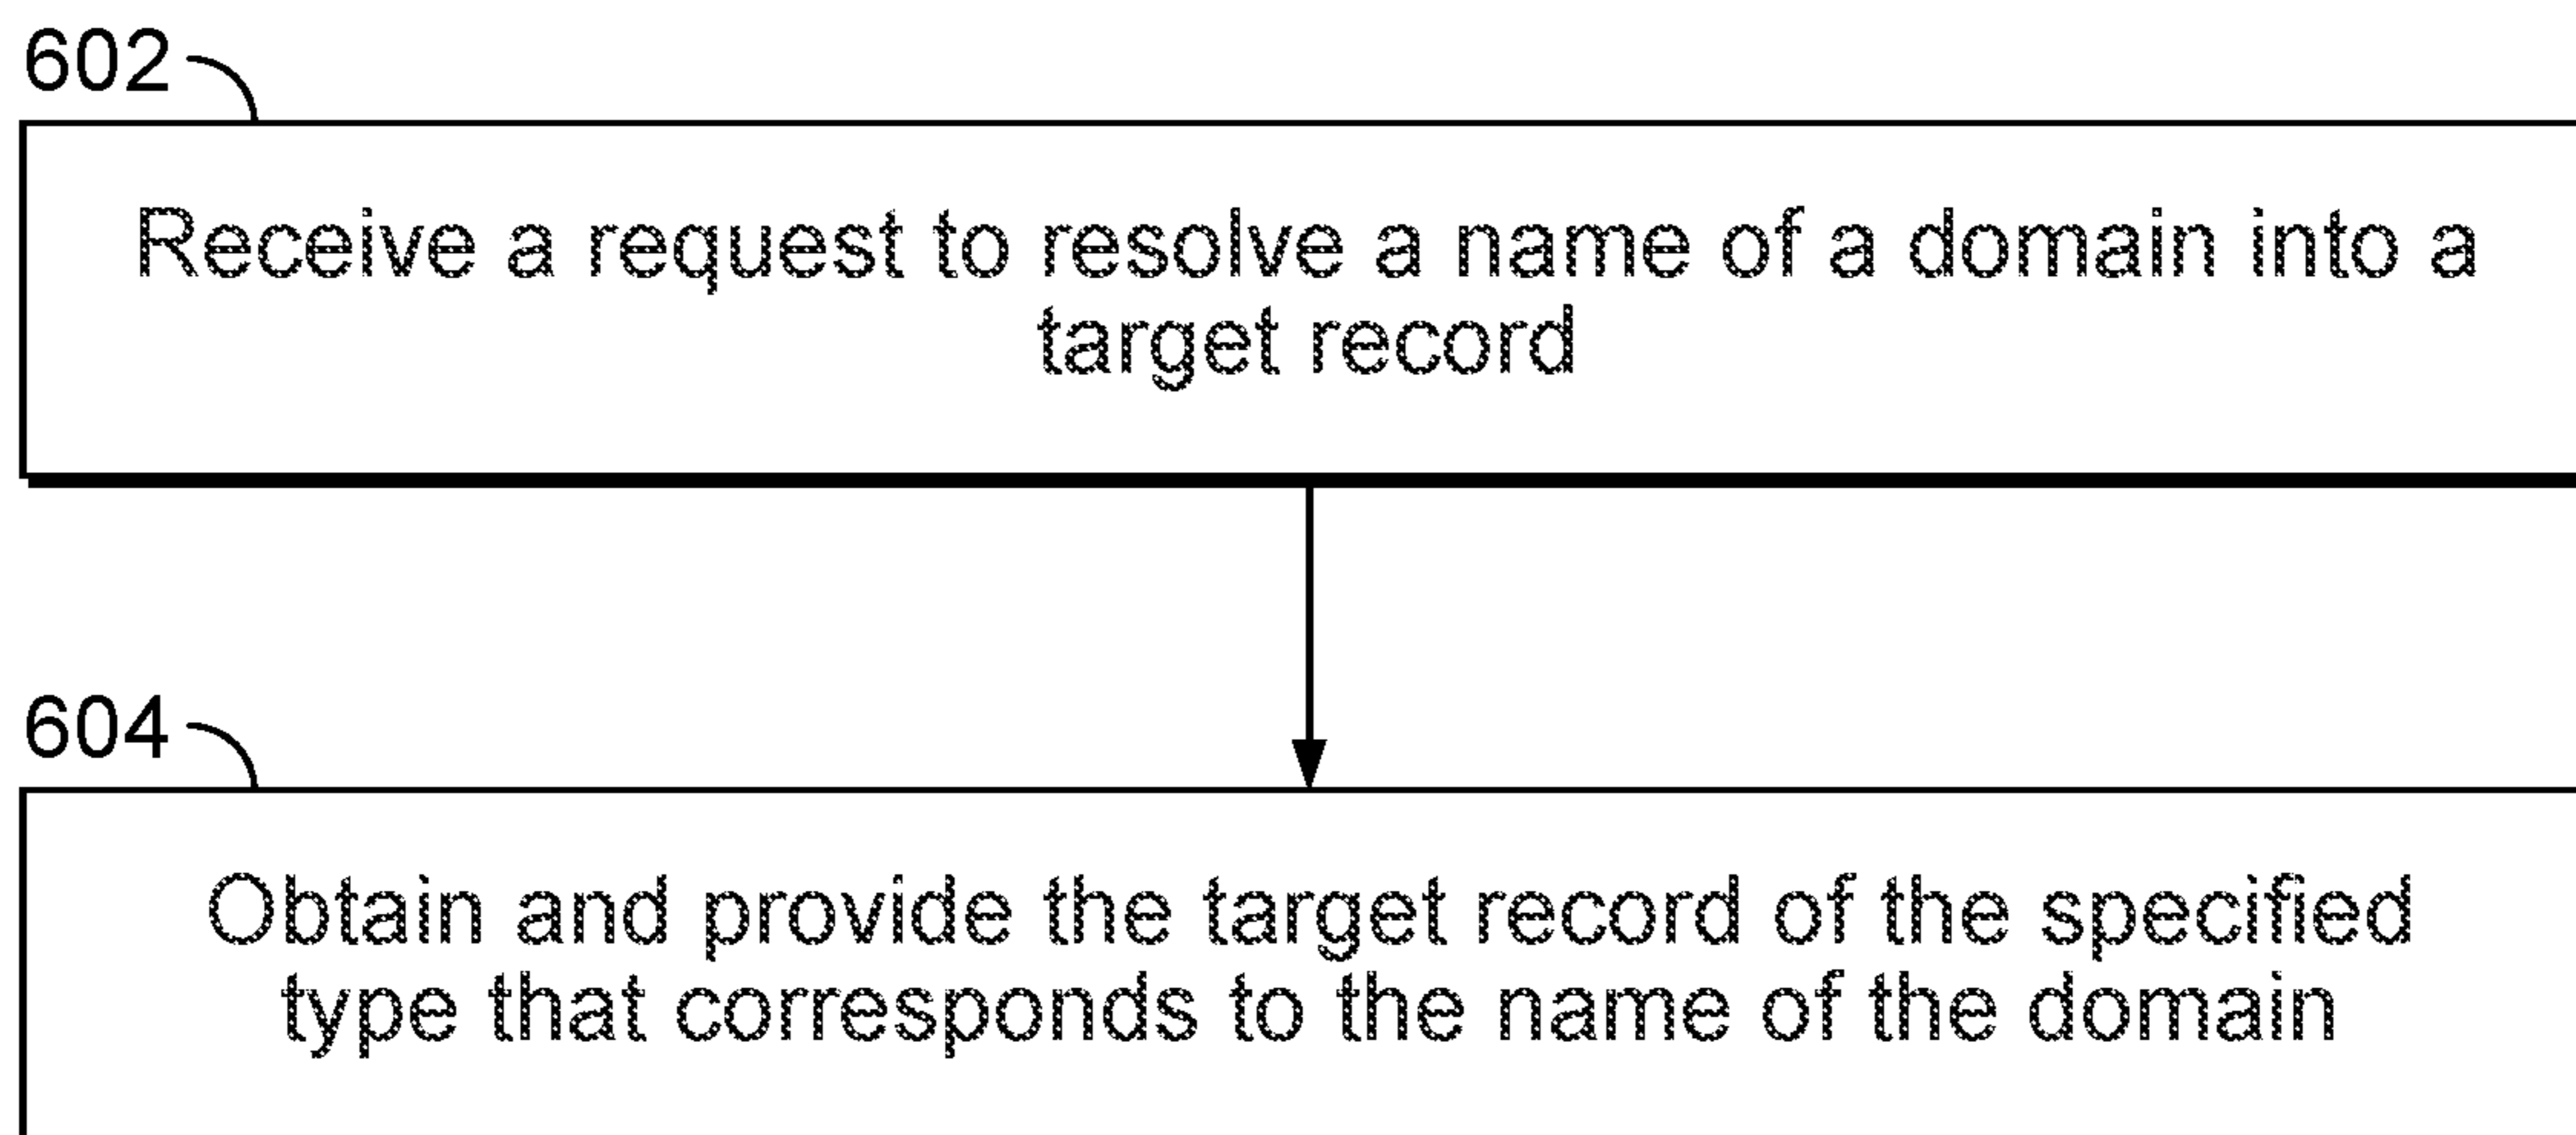 602
Receive a request to resolve a name of a domain into a
target record
604
Obtain and provide the target record of the specified
type that corresponds to the name of the domain